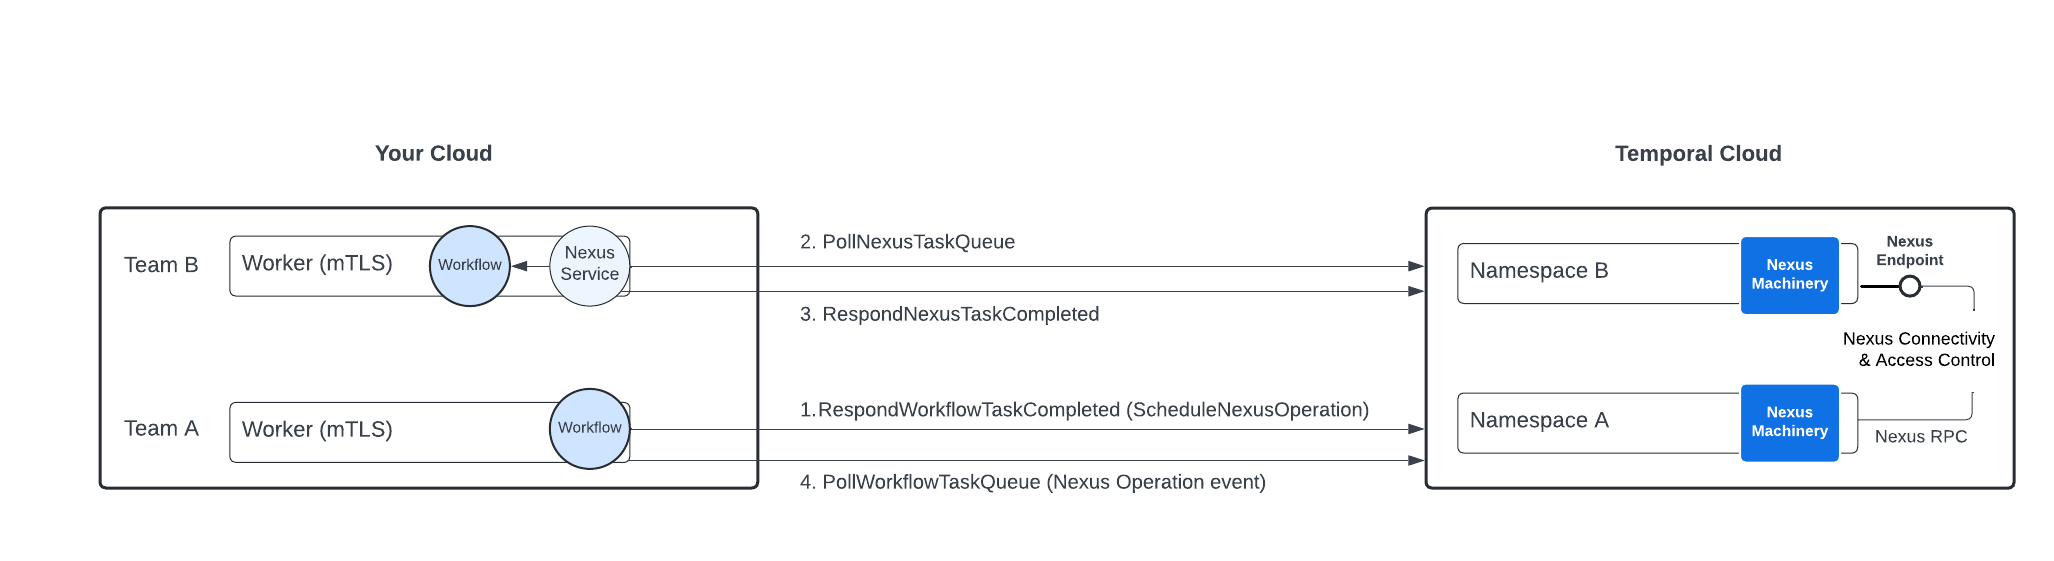 Your Cloud
Temporal Cloud
Team B
Worker (mTLS)
Workflow
Nexus
Service
2. PollNexusTaskQueue
3. RespondNexusTaskCompleted
Namespace B
Nexus
Machinery
Nexus
Endpoint
Nexus Connectivity
& Access Control
Team A
Worker (mTLS)
Workflow
1.RespondWorkflowTaskCompleted (ScheduleNexusOperation)
4. PollWorkflowTaskQueue (Nexus Operation event)
Namespace A
Nexus
Machinery
Nexus RPC